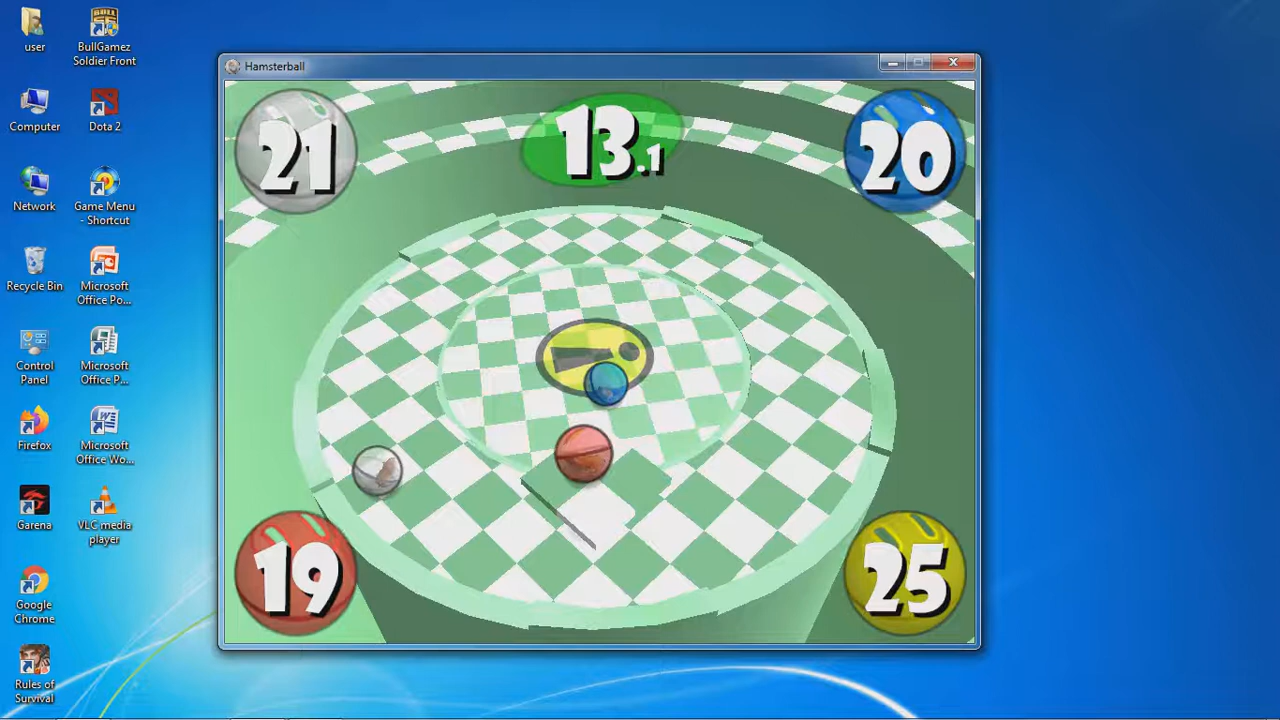 user
BullGamez
Soldier Front
Computer
Dota 2
Network
Game Menu
- Shortcut
Recycle Bin
Microsoft
Office Po...
Control
Panel
Microsoft
Office P...
Firefox
Microsoft
Office Wo...
Garena
VLC media
player
Google
Chrome
Rules of
Survival
Hamsterball
21
13.1
20
19
25